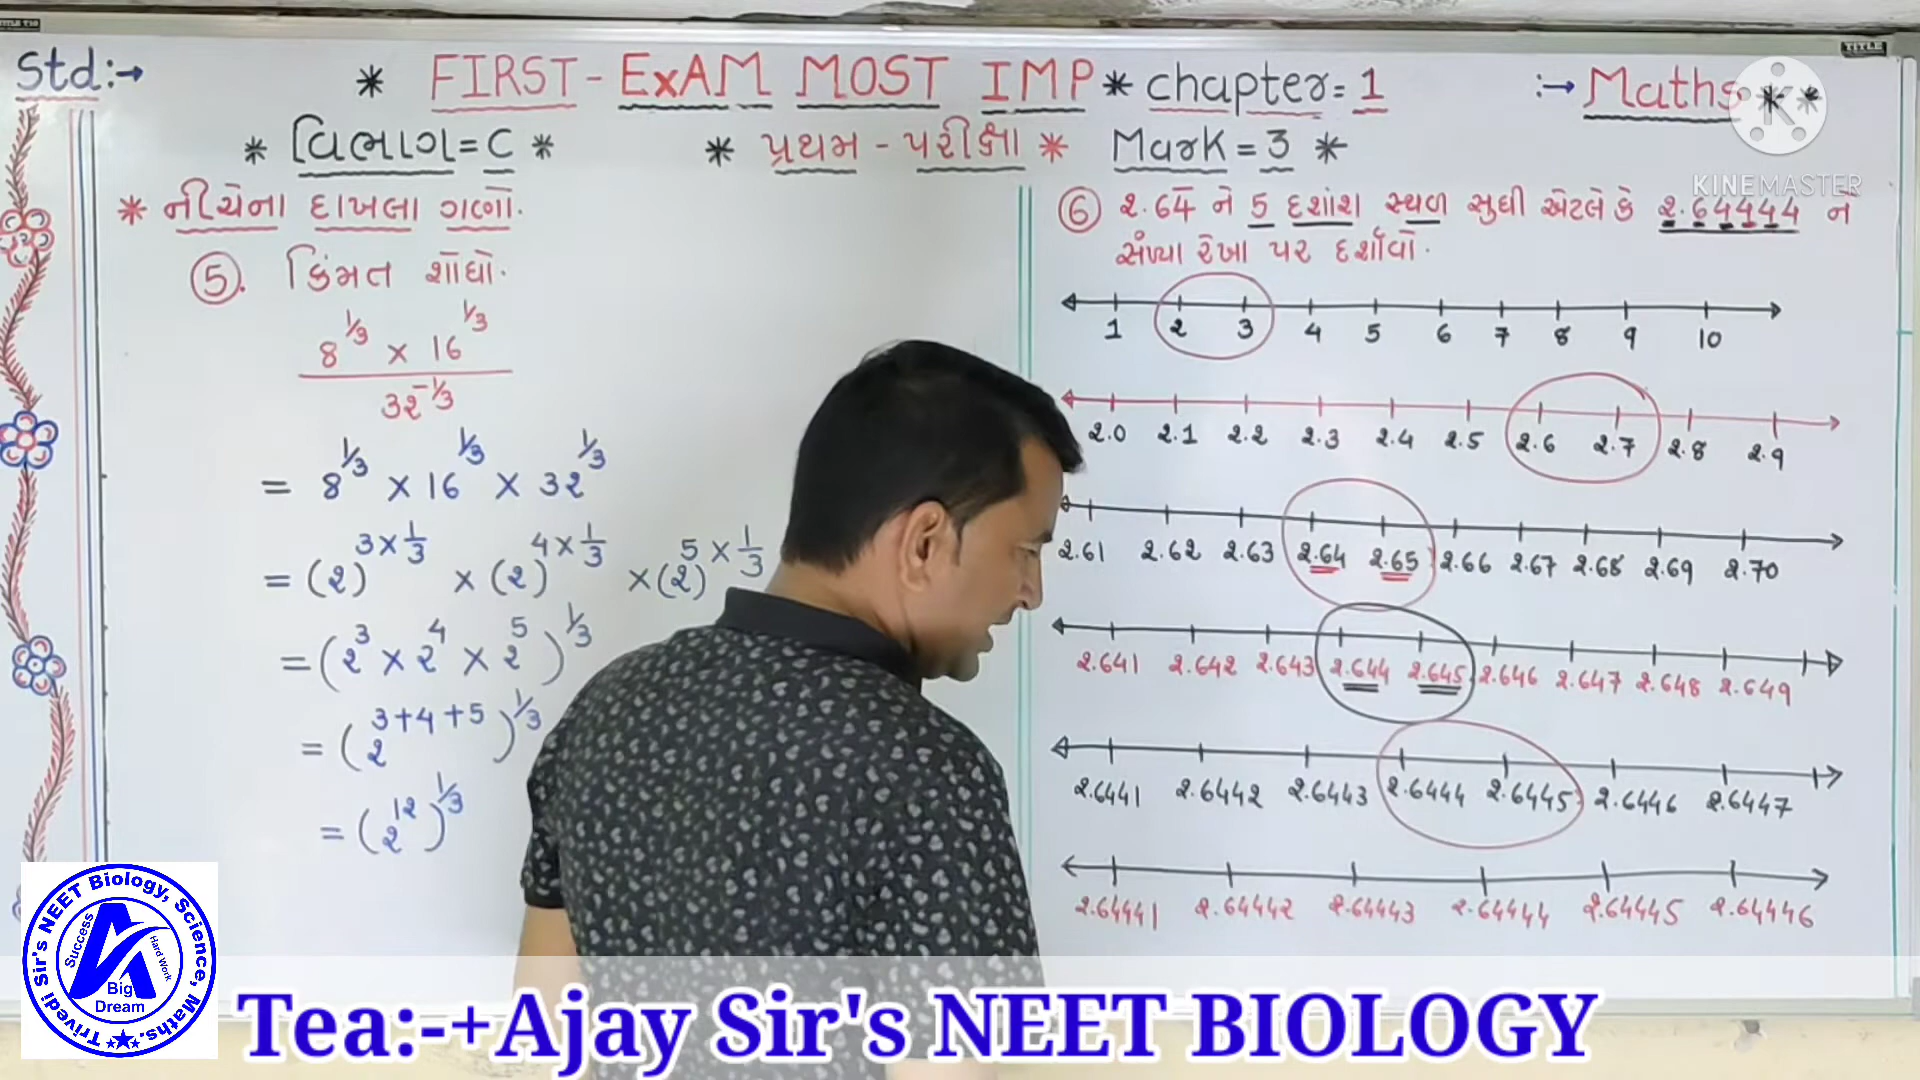 Std:→ * FIRST - ExAM MOST IMP * chapter = 1 :→ Maths *
* વિભાગ = C * * પ્રથમ - પરીક્ષા * Mark = 3 *
* નીચેના દાખલા ગણો.
⑤. કિંમત શોધો.
8^1/3 × 16^1/3
32^-1/3
= 8^1/3 × 16^1/3 × 32^1/3
= (2)^3×1/3 × (2)^4×1/3 × (2)^5×1/3
= (2^3 × 2^4 × 2^5)^1/3
= (2^3+4+5)^1/3
= (2^12)^1/3
⑥ 2.64̅ ને 5 દશાંશ સ્થળ સુધી એટલે કે 2.64444 ને
સંખ્યા રેખા પર દર્શાવો.
1 2 3 4 5 6 7 8 9 10
2.0 2.1 2.2 2.3 2.4 2.5 2.6 2.7 2.8 2.9
2.61 2.62 2.63 2.64 2.65 2.66 2.67 2.68 2.69 2.70
2.641 2.642 2.643 2.644 2.645 2.646 2.647 2.648 2.649
2.6441 2.6442 2.6443 2.6444 2.6445 2.6446 2.6447
2.64441 2.64442 2.64443 2.64444 2.64445 2.64446
KINEMASTER
Trivedi Sir's NEET Biology, Science, Maths.
Success
Hard Work
Big
Dream
Tea:-+Ajay Sir's NEET BIOLOGY